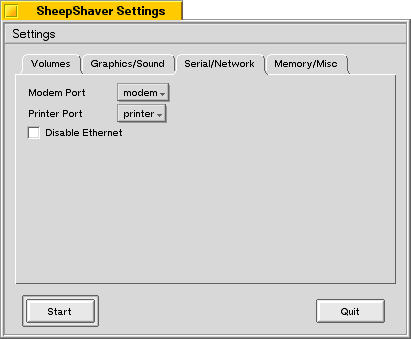 SheepShaver Settings
Settings
Volumes Graphics/Sound Serial/Network Memory/Misc
Modem Port modem
Printer Port printer
Disable Ethernet
Start Quit